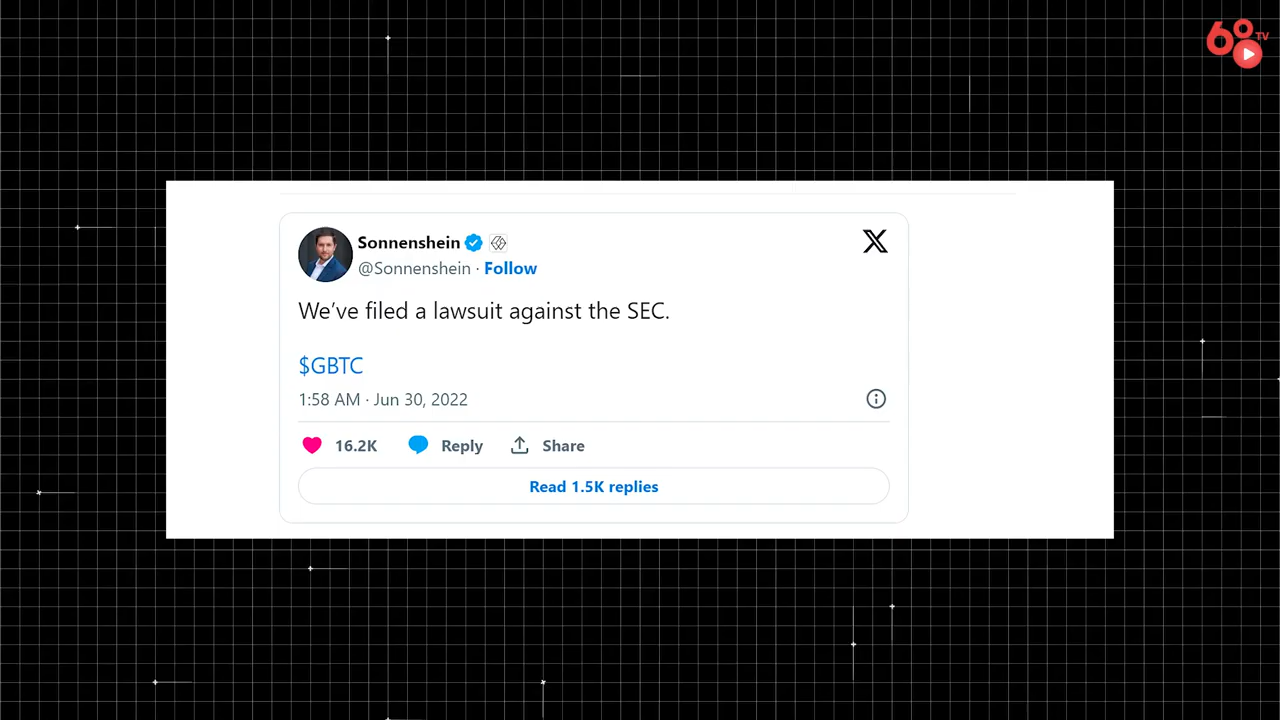 60 TV
Sonnenshein
@Sonnenshein · Follow
We’ve filed a lawsuit against the SEC.
$GBTC
1:58 AM · Jun 30, 2022
16.2K Reply Share
Read 1.5K replies